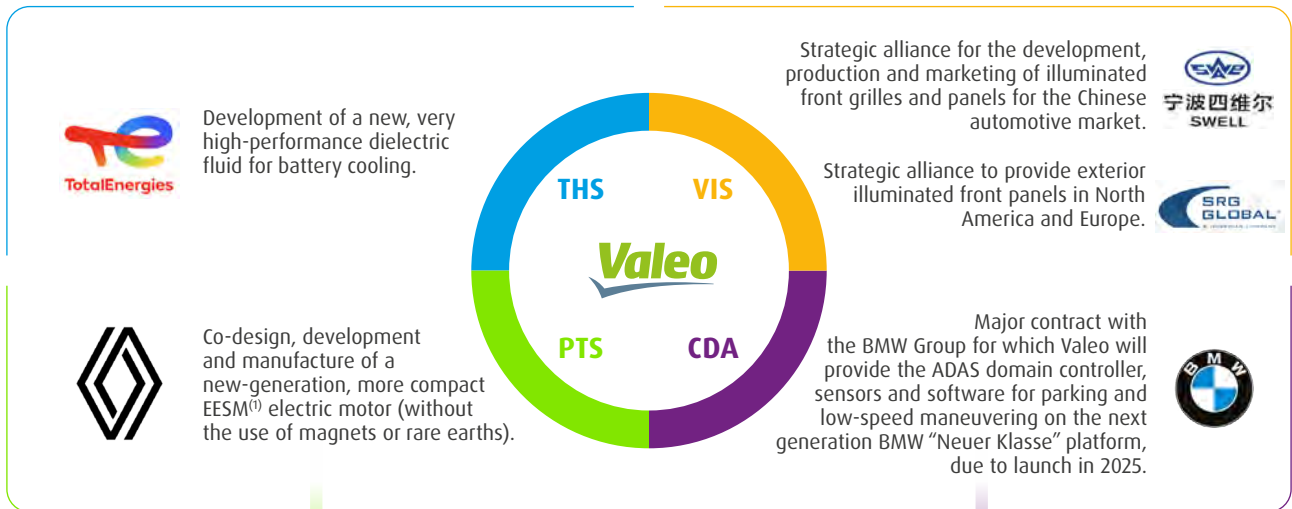 TotalEnergies
Development of a new, very
high-performance dielectric
fluid for battery cooling.
Strategic alliance for the development,
production and marketing of illuminated
front grilles and panels for the Chinese
automotive market.
宁波四维尔
SWELL
Strategic alliance to provide exterior
illuminated front panels in North
America and Europe.
SRG
GLOBAL
THS
VIS
Valeo
PTS
CDA
Co-design, development
and manufacture of a
new-generation, more compact
EESM(1) electric motor (without
the use of magnets or rare earths).
Major contract with
the BMW Group for which Valeo will
provide the ADAS domain controller,
sensors and software for parking and
low-speed maneuvering on the next
generation BMW “Neuer Klasse” platform,
due to launch in 2025.
BMW